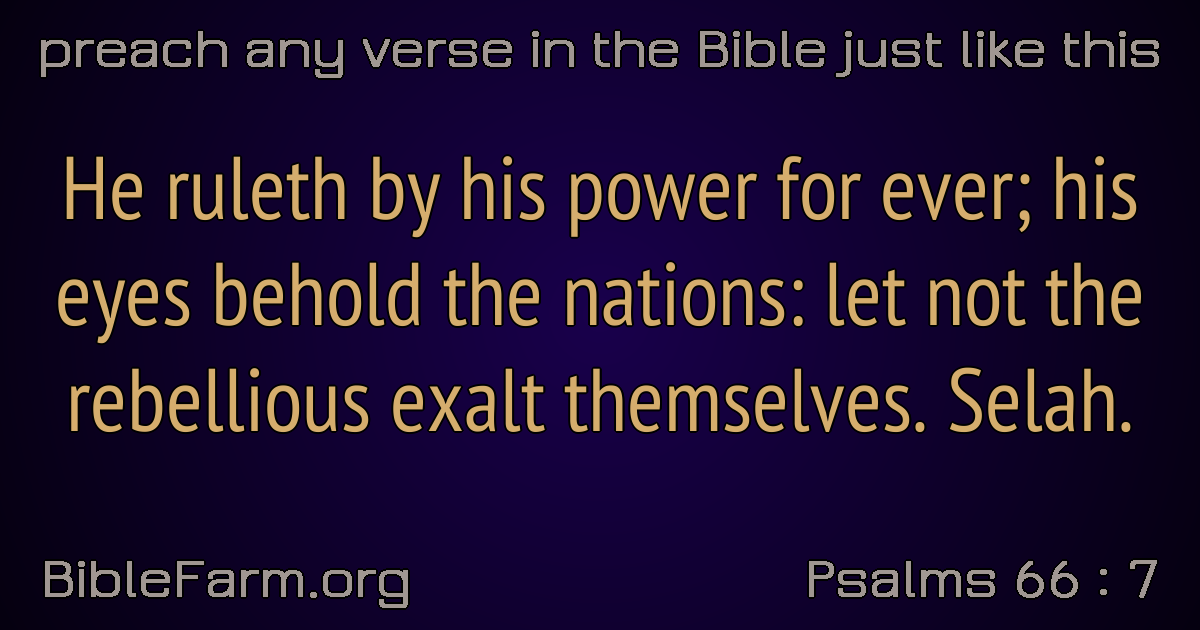 preach any verse in the Bible just like this
He ruleth by his power for ever; his
eyes behold the nations: let not the
rebellious exalt themselves. Selah.
BibleFarm.org
Psalms 66 : 7